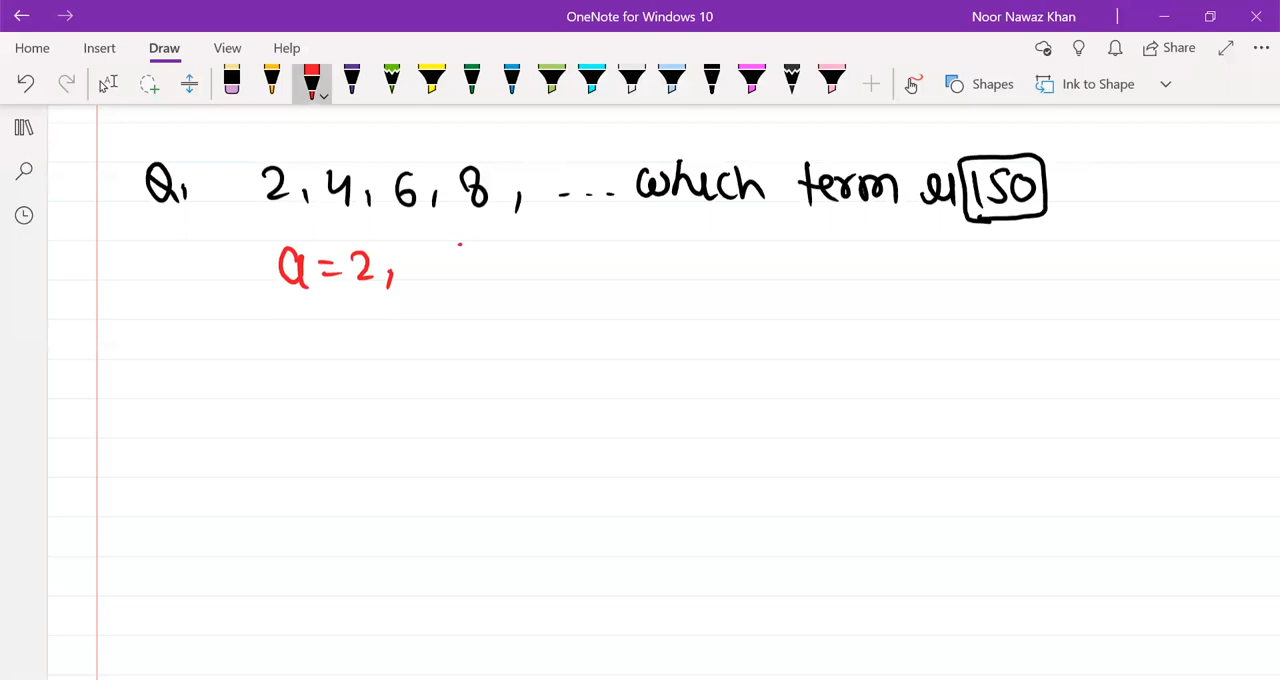 OneNote for Windows 10
Noor Nawaz Khan
Home Insert Draw View Help
Share
Shapes
Ink to Shape
Q. 2, 4, 6, 8, ... which term is 150
a = 2,